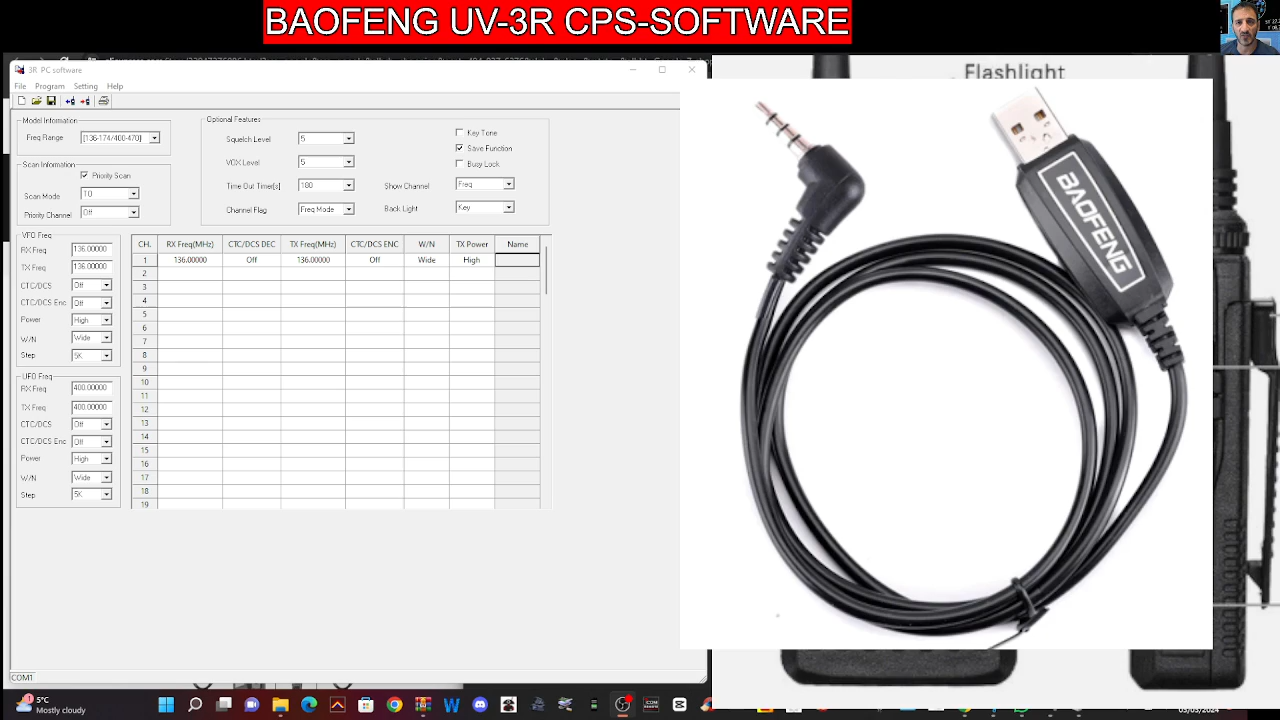 BAOFENG UV-3R CPS-SOFTWARE
3R PC software
File Program Setting Help
Model Information
Freq Range [136-174/400-470]
Scan Information
Priority Scan
Scan Mode TO
Priority Channel Off
Optional Features
Squelch Level 5
VOX Level 5
Time Out Timer[s] 180
Channel Flag Freq Mode
Key Tone
Save Function
Busy Lock
Show Channel Freq
Back Light Key
VFO Freq
RX Freq 136.00000
TX Freq 136.00000
CTC/DCS Off
CTC/DCS Enc Off
Power High
W/N Wide
Step 5K
UFO Freq
RX Freq 400.00000
TX Freq 400.00000
CTC/DCS Off
CTC/DCS Enc Off
Power High
W/N Wide
Step 5K
CH. RX Freq(MHz) CTC/DCS DEC TX Freq(MHz) CTC/DCS ENC W/N TX Power Name
1 136.00000 Off 136.00000 Off Wide High
2
3
4
5
6
7
8
9
10
11
12
13
14
15
16
17
18
19
Flashlight
BAOFENG
5°C
Mostly cloudly